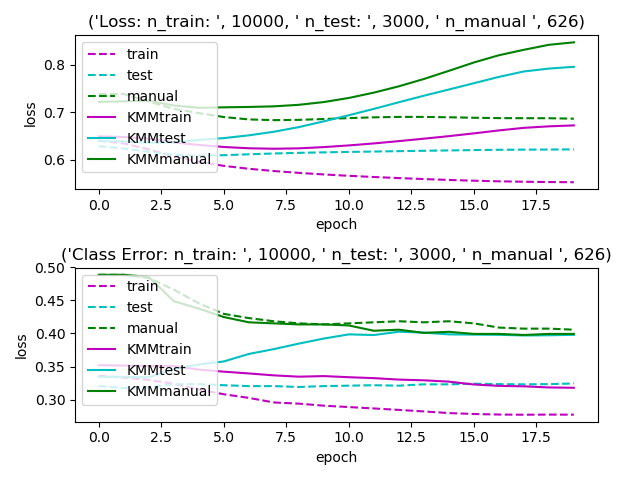 ('Loss: n_train: ', 10000, ' n_test: ', 3000, ' n_manual ', 626)
0.8
0.7
0.6
loss
train
test
manual
KMMtrain
KMMtest
KMMmanual
0.0 2.5 5.0 7.5 10.0 12.5 15.0 17.5
epoch
('Class Error: n_train: ', 10000, ' n_test: ', 3000, ' n_manual ', 626)
0.50
0.45
0.40
0.35
0.30
loss
train
test
manual
KMMtrain
KMMtest
KMMmanual
0.0 2.5 5.0 7.5 10.0 12.5 15.0 17.5
epoch